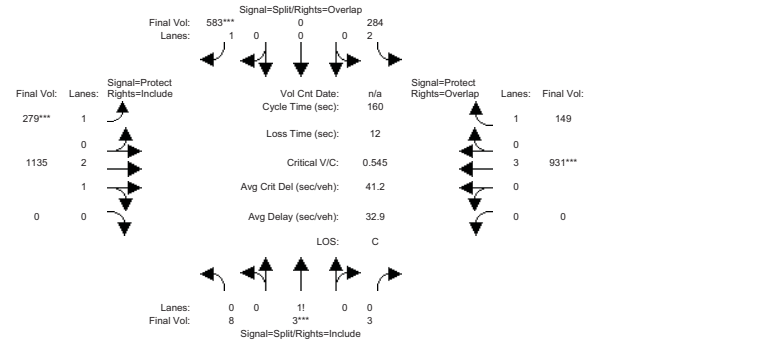 Signal=Split/Rights=Overlap
Final Vol: 583*** 0 284
Lanes: 1 0 0 0 2
Signal=Protect
Final Vol: Lanes: Rights=Include
Vol Cnt Date: n/a
Signal=Protect
Rights=Overlap Lanes: Final Vol:
Cycle Time (sec): 160
279*** 1
1 149
Loss Time (sec): 12
0
0
1135 2
Critical V/C: 0.545
3 931***
1
Avg Crit Del (sec/veh): 41.2
0
0 0
Avg Delay (sec/veh): 32.9
0 0
LOS: C
Lanes: 0 0 1! 0 0
Final Vol: 8 3*** 3
Signal=Split/Rights=Include